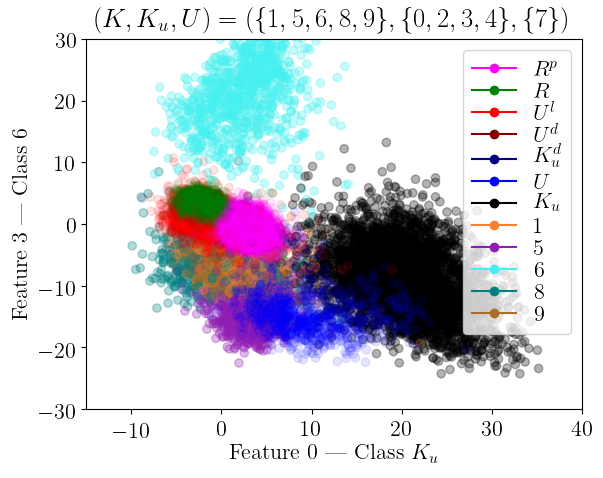 (K, K_u, U) = ({1, 5, 6, 8, 9}, {0, 2, 3, 4}, {7})
30
20
10
0
−10
−20
−30
Feature 3 — Class 6
R^p
R
U^l
U^d
K_u^d
U
K_u
1
5
6
8
9
−10
0
10
20
30
40
Feature 0 — Class K_u